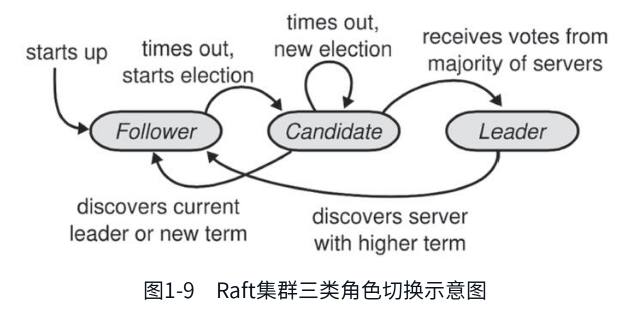 starts up
times out,
starts election
times out,
new election
receives votes from
majority of servers
Follower
Candidate
Leader
discovers current
leader or new term
discovers server
with higher term
图1-9 Raft集群三类角色切换示意图